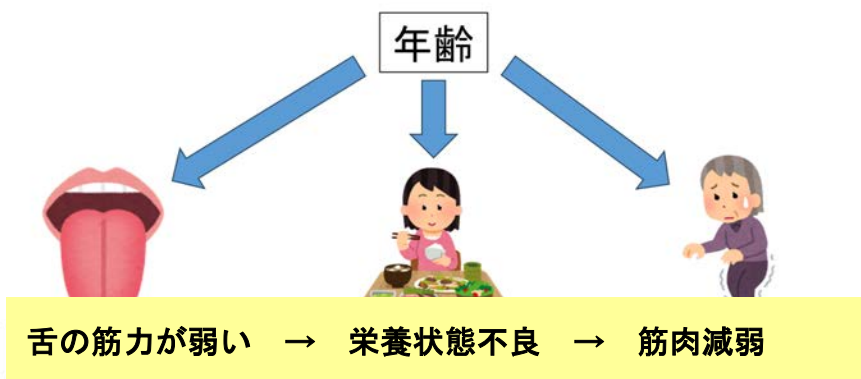 年齢
舌の筋力が弱い → 栄養状態不良 → 筋肉減弱